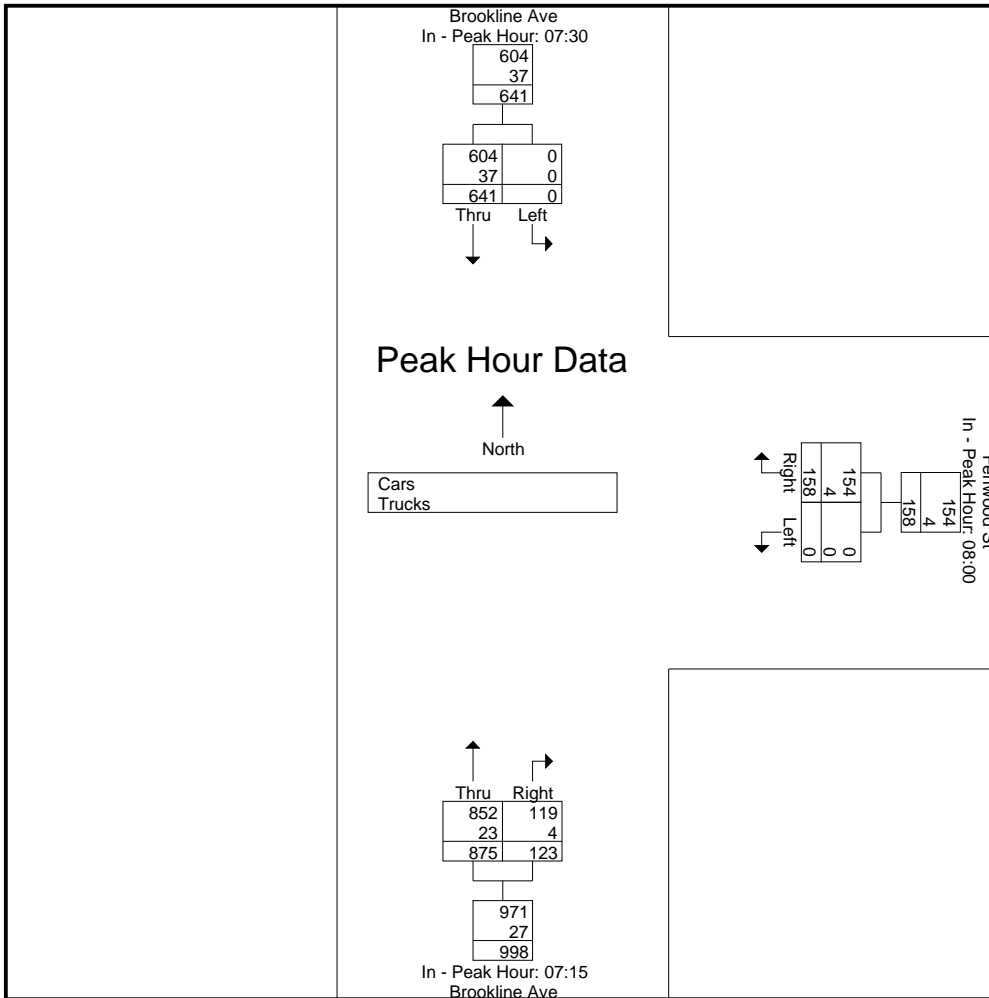 Brookline Ave
In - Peak Hour: 07:30
604
37
641
604 0
37 0
641 0
Thru Left
Peak Hour Data
North
Cars
Trucks
St
In - Peak Hour: 08:00
154
4
158
154 0
4 0
158 0
Right Left
Thru Right
852 119
23 4
875 123
971
27
998
In - Peak Hour: 07:15
Brookline Ave